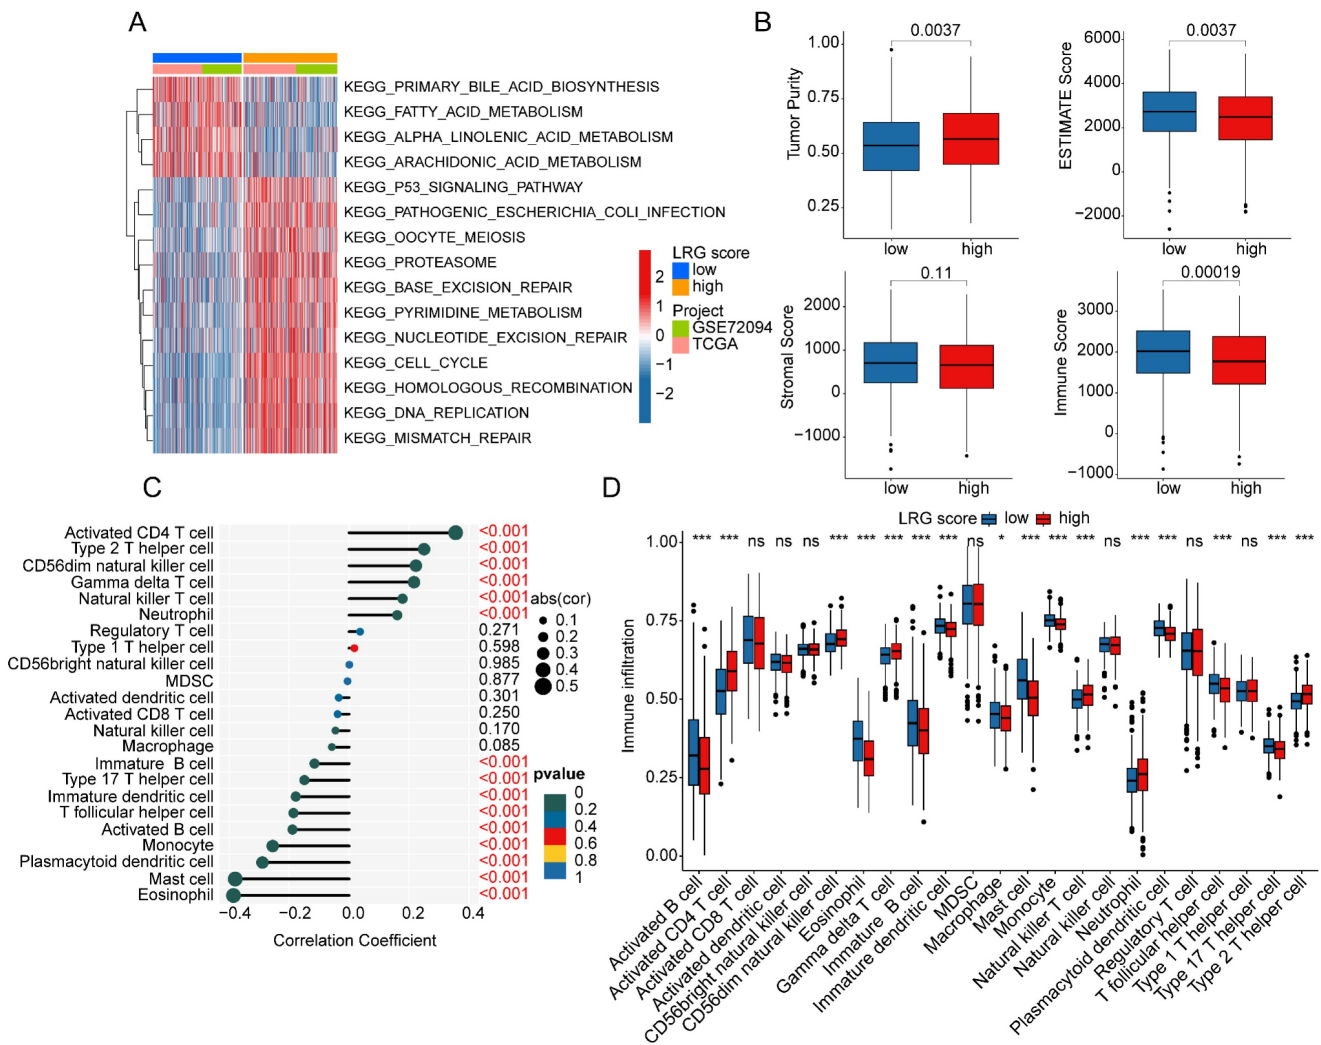 A
KEGG_PRIMARY_BILE_ACID_BIOSYNTHESIS
KEGG_FATTY_ACID_METABOLISM
KEGG_ALPHA_LINOLENIC_ACID_METABOLISM
KEGG_ARACHIDONIC_ACID_METABOLISM
KEGG_P53_SIGNALING_PATHWAY
KEGG_PATHOGENIC_ESCHERICHIA_COLI_INFECTION
KEGG_OOCYTE_MEIOSIS
KEGG_PROTEASOME
KEGG_BASE_EXCISION_REPAIR
KEGG_PYRIMIDINE_METABOLISM
KEGG_NUCLEOTIDE_EXCISION_REPAIR
KEGG_CELL_CYCLE
KEGG_HOMOLOGOUS_RECOMBINATION
KEGG_DNA_REPLICATION
KEGG_MISMATCH_REPAIR
2
1
0
−1
−2
LRG score
low
high
Project
GSE72094
TCGA
B
0.0037
Tumor Purity
1.00
0.75
0.50
0.25
low high
0.0037
ESTIMATE Score
6000
4000
2000
0
−2000
low high
0.11
Stromal Score
2000
1000
0
−1000
low high
0.00019
Immune Score
3000
2000
1000
0
−1000
low high
C
Activated CD4 T cell <0.001
Type 2 T helper cell <0.001
CD56dim natural killer cell <0.001
Gamma delta T cell <0.001
Natural killer T cell <0.001
Neutrophil <0.001
Regulatory T cell 0.271
Type 1 T helper cell 0.598
CD56bright natural killer cell 0.985
MDSC 0.877
Activated dendritic cell 0.301
Activated CD8 T cell 0.250
Natural killer cell 0.170
Macrophage 0.085
Immature B cell <0.001
Type 17 T helper cell <0.001
Immature dendritic cell <0.001
T follicular helper cell <0.001
Activated B cell <0.001
Monocyte <0.001
Plasmacytoid dendritic cell <0.001
Mast cell <0.001
Eosinophil <0.001
−0.4 −0.2 0.0 0.2 0.4
Correlation Coefficient
abs(cor)
0.1
0.2
0.3
0.4
0.5
pvalue
0
0.2
0.4
0.6
0.8
1
D
LRG score low high
*** *** ns ns *** *** *** *** *** ns * *** *** *** ns *** *** ns *** ns *** ***
Immune infiltration
1.00
0.75
0.50
0.25
0.00
Activated B cell
Activated CD4 T cell
Activated CD8 T cell
Activated dendritic cell
CD56bright natural killer cell
CD56dim natural killer cell
Eosinophil
Gamma delta T cell
Immature B cell
Immature dendritic cell
MDSC
Macrophage
Mast cell
Monocyte
Natural killer T cell
Natural killer cell
Neutrophil
Plasmacytoid dendritic cell
Regulatory T cell
T follicular helper cell
Type 1 T helper cell
Type 17 T helper cell
Type 2 T helper cell